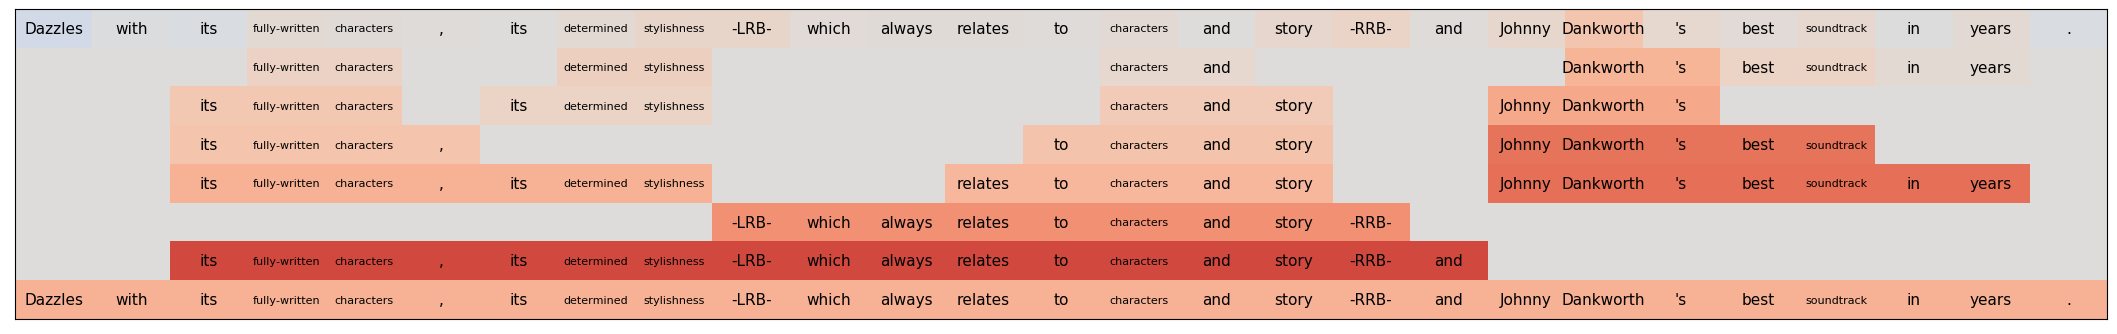 Dazzles with its fully-written characters , its determined stylishness -LRB- which always relates to characters and story -RRB- and Johnny Dankworth 's best soundtrack in years .
fully-written characters determined stylishness characters and Dankworth 's best soundtrack in years
its fully-written characters its determined stylishness characters and story Johnny Dankworth 's
its fully-written characters , to characters and story Johnny Dankworth 's best soundtrack
its fully-written characters , its determined stylishness relates to characters and story Johnny Dankworth 's best soundtrack in years
-LRB- which always relates to characters and story -RRB-
its fully-written characters , its determined stylishness -LRB- which always relates to characters and story -RRB- and
Dazzles with its fully-written characters , its determined stylishness -LRB- which always relates to characters and story -RRB- and Johnny Dankworth 's best soundtrack in years .